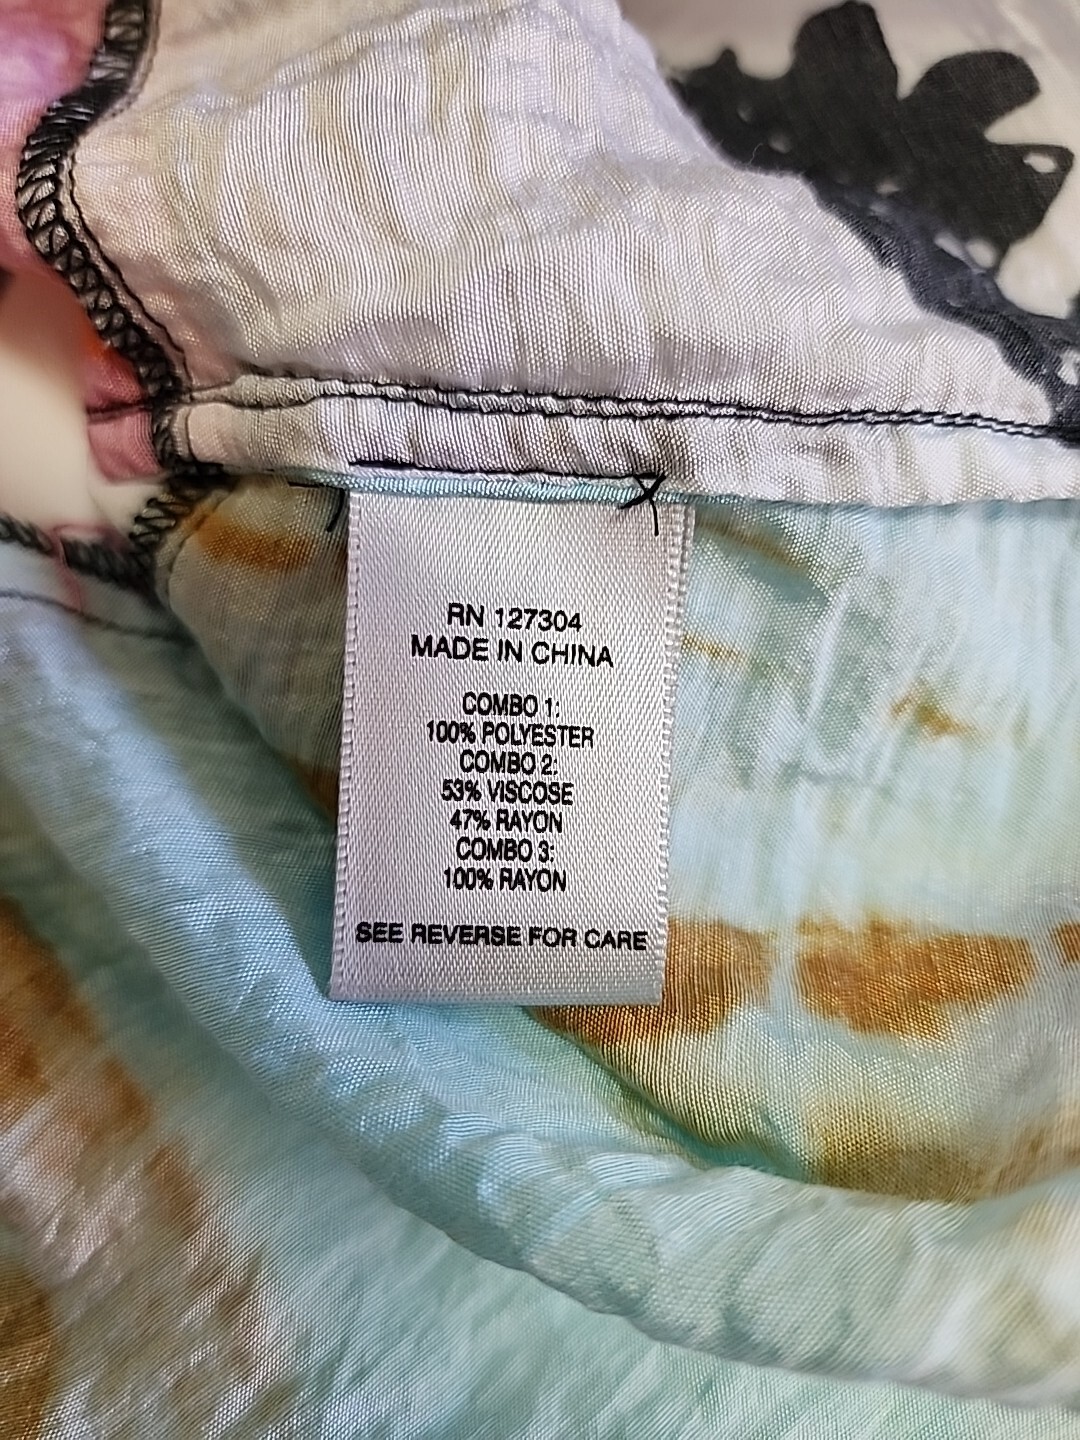 RN 127304
MADE IN CHINA
COMBO 1:
100% POLYESTER
COMBO 2:
53% VISCOSE
47% RAYON
COMBO 3:
100% RAYON
SEE REVERSE FOR CARE